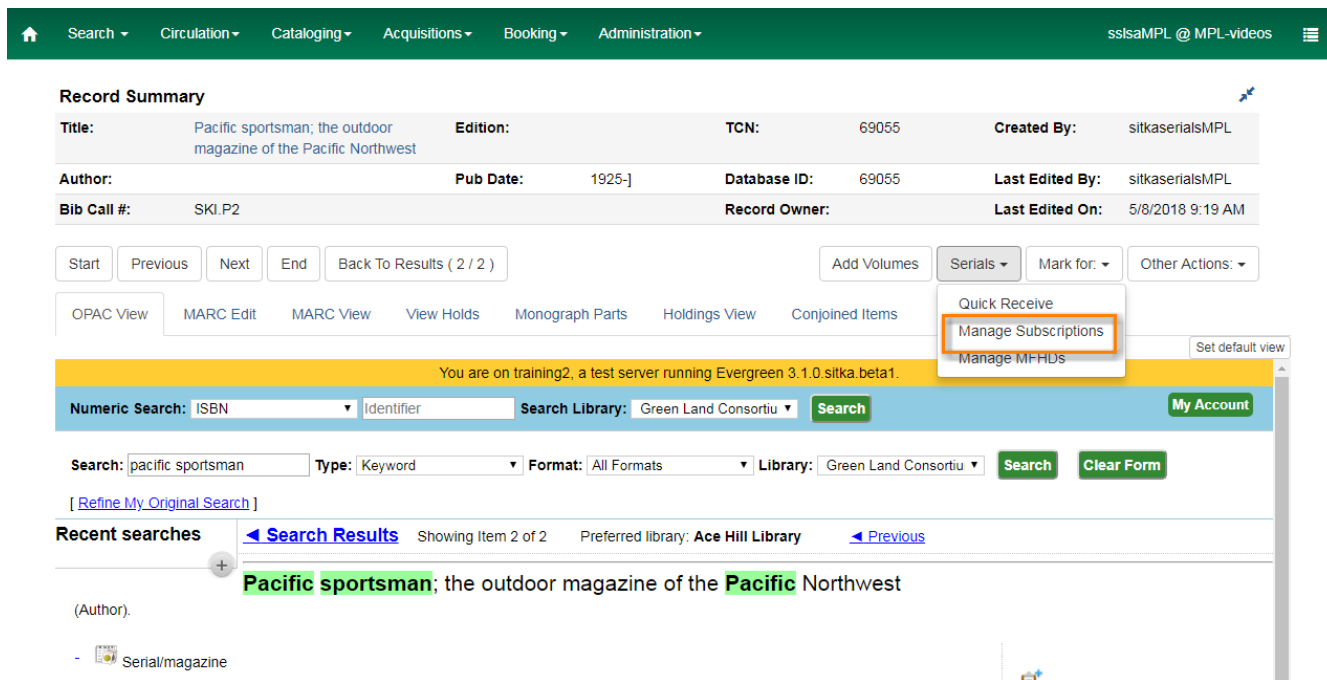 Search Circulation Cataloging Acquisitions Booking Administration sslsaMPL @ MPL-videos
Record Summary
Title: Pacific sportsman; the outdoor magazine of the Pacific Northwest Edition: TCN: 69055 Created By: sitkaserialsMPL
Author: Pub Date: 1925-] Database ID: 69055 Last Edited By: sitkaserialsMPL
Bib Call #: SKI.P2 Record Owner: Last Edited On: 5/8/2018 9:19 AM
Start Previous Next End Back To Results ( 2 / 2 ) Add Volumes Serials Mark for: Other Actions:
Quick Receive
Manage Subscriptions
Manage MFHDs
OPAC View MARC Edit MARC View View Holds Monograph Parts Holdings View Conjoined Items
Set default view
You are on training2, a test server running Evergreen 3.1.0.sitka.beta1.
Numeric Search: ISBN Identifier Search Library: Green Land Consortiu Search My Account
Search: pacific sportsman Type: Keyword Format: All Formats Library: Green Land Consortiu Search Clear Form
[ Refine My Original Search ]
Recent searches ◄ Search Results Showing Item 2 of 2 Preferred library: Ace Hill Library ◄ Previous
+
Pacific sportsman; the outdoor magazine of the Pacific Northwest
(Author).
- Serial/magazine